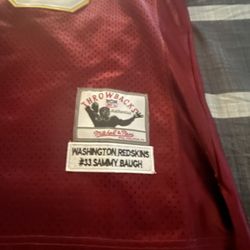 THROWBACKS
Mitchell & Ness
WASHINGTON REDSKINS
#33 SAMMY BAUGH